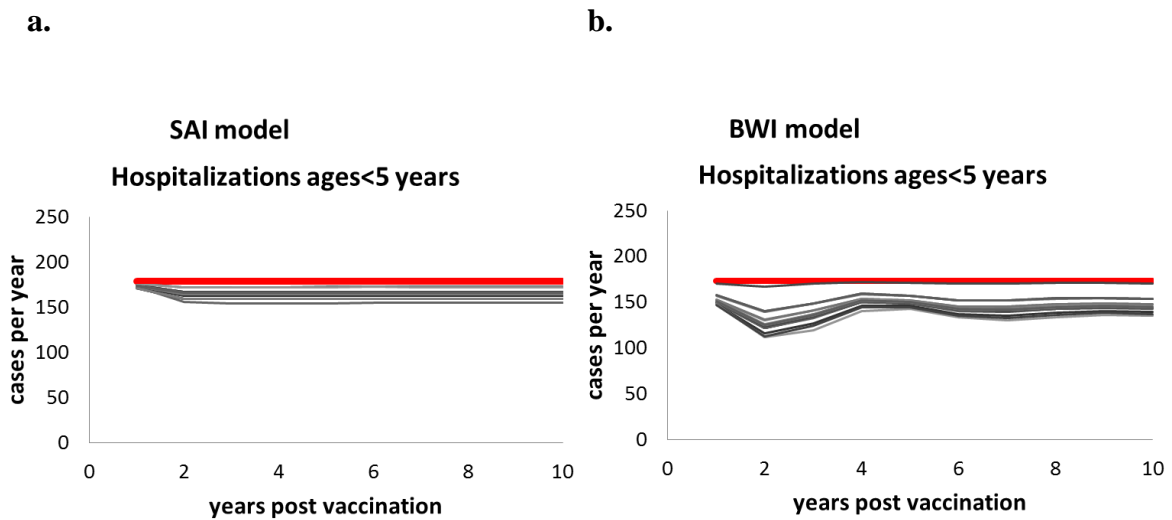 a.
SAI model
Hospitalizations ages<5 years
250
200
150
100
50
0
cases per year
0 2 4 6 8 10
years post vaccination
b.
BWI model
Hospitalizations ages<5 years
250
200
150
100
50
0
cases per year
0 2 4 6 8 10
years post vaccination